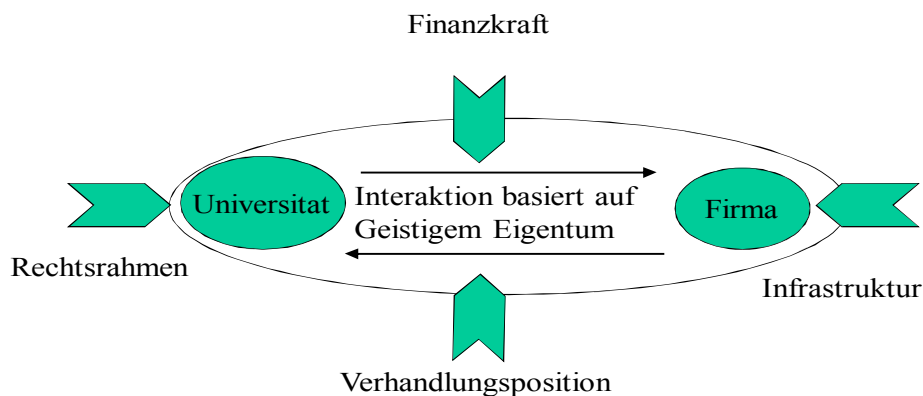 Finanzkraft
Universitat
Interaktion basiert auf
Geistigem Eigentum
Firma
Rechtsrahmen
Infrastruktur
Verhandlungsposition